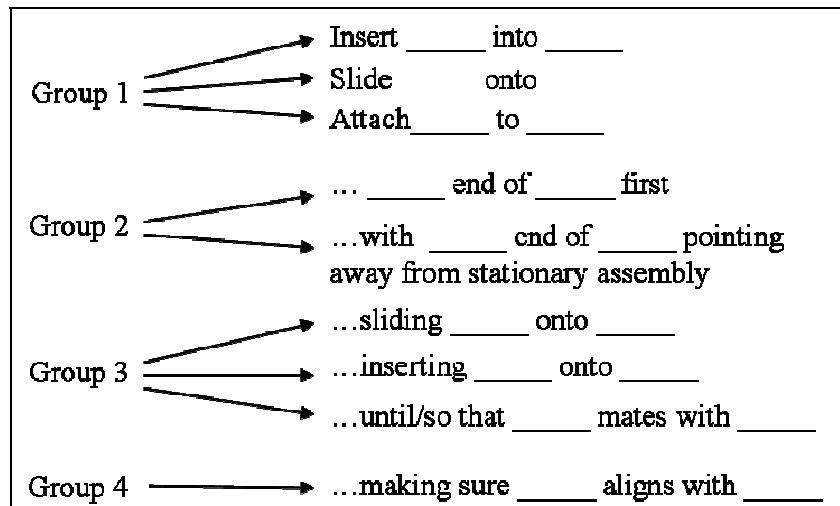 Insert _____ into _____
Group 1
Slide onto
Attach_____ to _____
… _____ end of _____ first
Group 2
…with _____ end of _____ pointing
away from stationary assembly
…sliding _____ onto _____
Group 3
…inserting _____ onto _____
…until/so that _____ mates with _____
Group 4
…making sure _____ aligns with _____